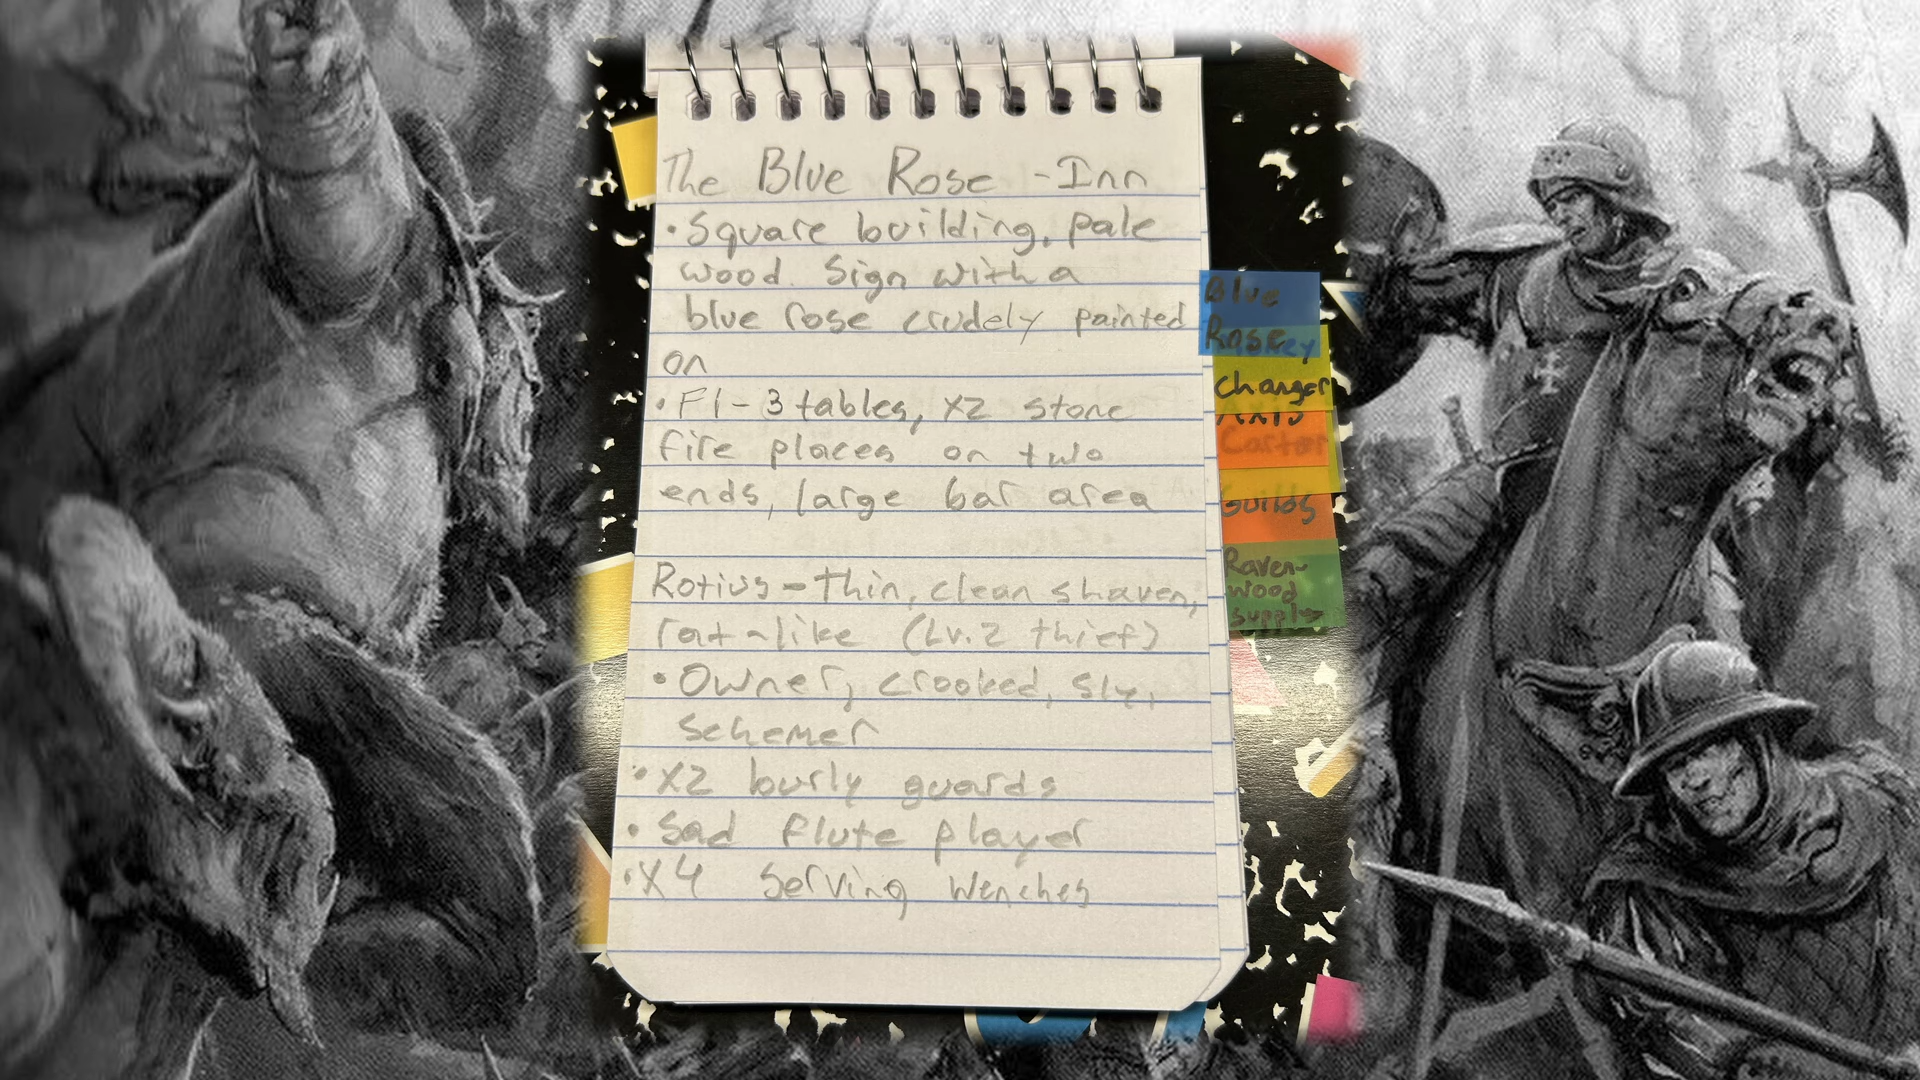 The Blue Rose - Inn
• Square building, pale
wood. Sign with a
blue rose crudely painted
on
• F1 - 3 tables, X2 stone
fire places on two
ends, large bar area
Rotius - thin, clean shaven,
rat-like (Lv. 2 thief)
• Owner, crooked, sly,
schemer
• X2 burly guards
• Sad flute player
• X4 serving wenches
Blue
Rose
changer
Guilds
Raven-
wood